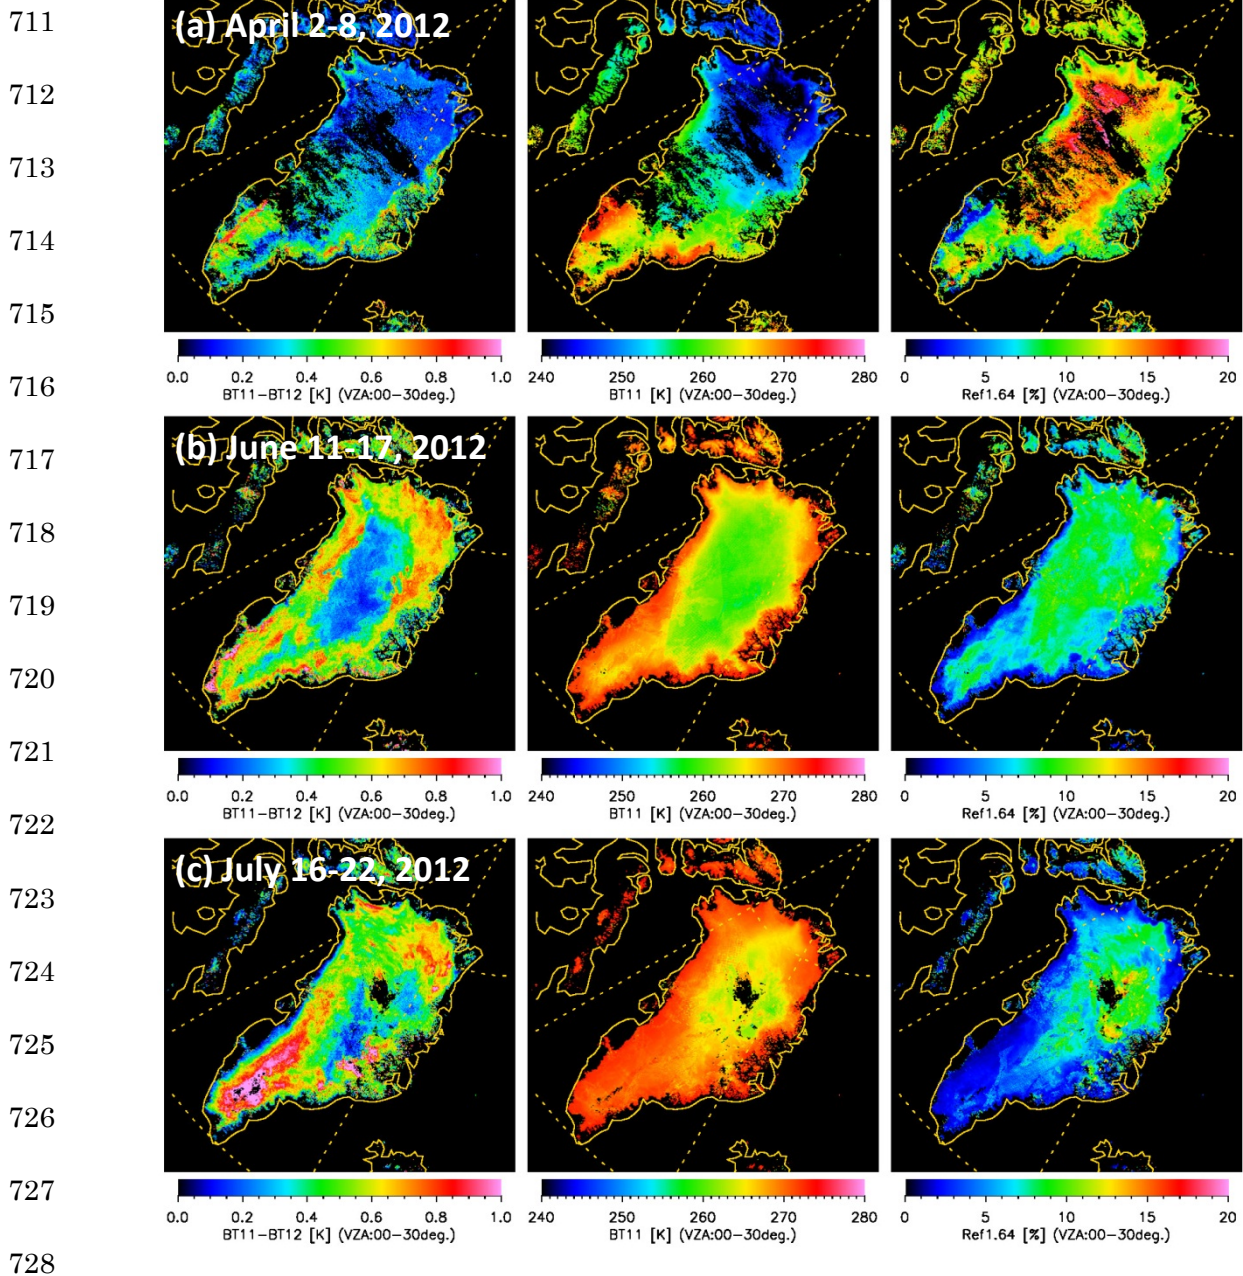 711
(a) April 2-8, 2012
712
713
714
715
0.0 0.2 0.4 0.6 0.8 1.0
BT11-BT12 [K] (VZA:00-30deg.)
240 250 260 270 280
BT11 [K] (VZA:00-30deg.)
0 5 10 15 20
Ref1.64 [%] (VZA:00-30deg.)
716
717
(b) June 11-17, 2012
718
719
720
721
0.0 0.2 0.4 0.6 0.8 1.0
BT11-BT12 [K] (VZA:00-30deg.)
240 250 260 270 280
BT11 [K] (VZA:00-30deg.)
0 5 10 15 20
Ref1.64 [%] (VZA:00-30deg.)
722
723
(c) July 16-22, 2012
724
725
726
727
0.0 0.2 0.4 0.6 0.8 1.0
BT11-BT12 [K] (VZA:00-30deg.)
240 250 260 270 280
BT11 [K] (VZA:00-30deg.)
0 5 10 15 20
Ref1.64 [%] (VZA:00-30deg.)
728